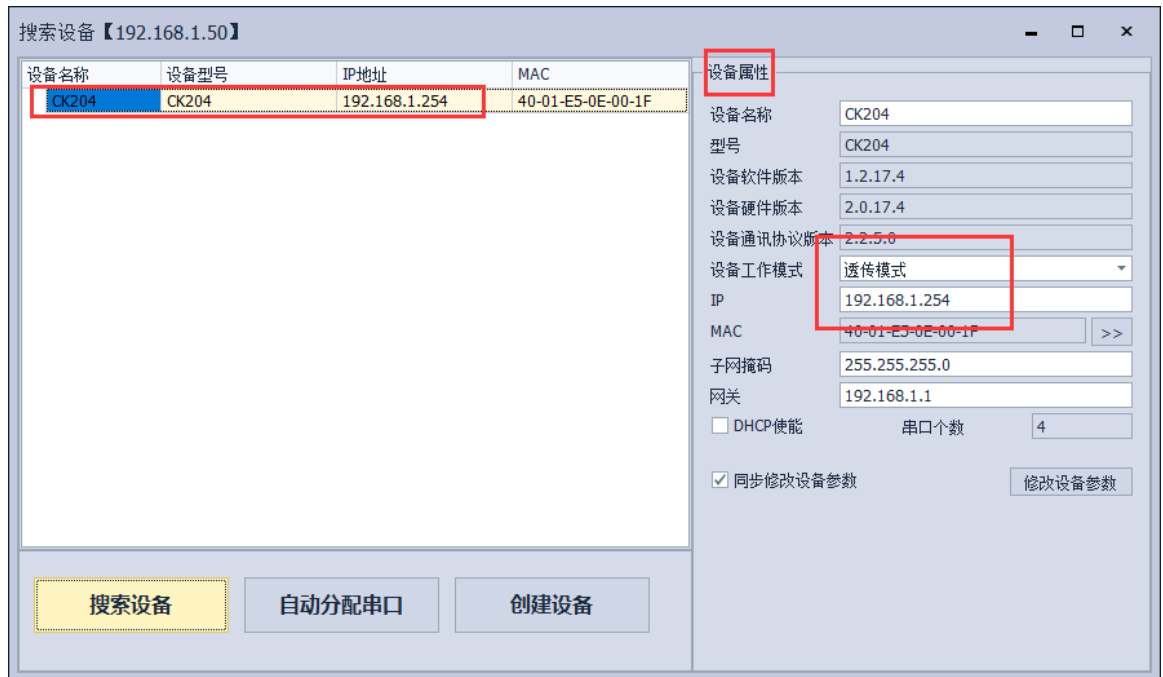 搜索设备【192.168.1.50】
设备名称 设备型号 IP地址 MAC
CK204 CK204 192.168.1.254 40-01-E5-0E-00-1F
设备属性
设备名称 CK204
型号 CK204
设备软件版本 1.2.17.4
设备硬件版本 2.0.17.4
设备通讯协议版本 2.2.5.0
设备工作模式 透传模式
IP 192.168.1.254
MAC 40-01-E5-0E-00-1F >>
子网掩码 255.255.255.0
网关 192.168.1.1
DHCP使能 串口个数 4
同步修改设备参数 修改设备参数
搜索设备 自动分配串口 创建设备